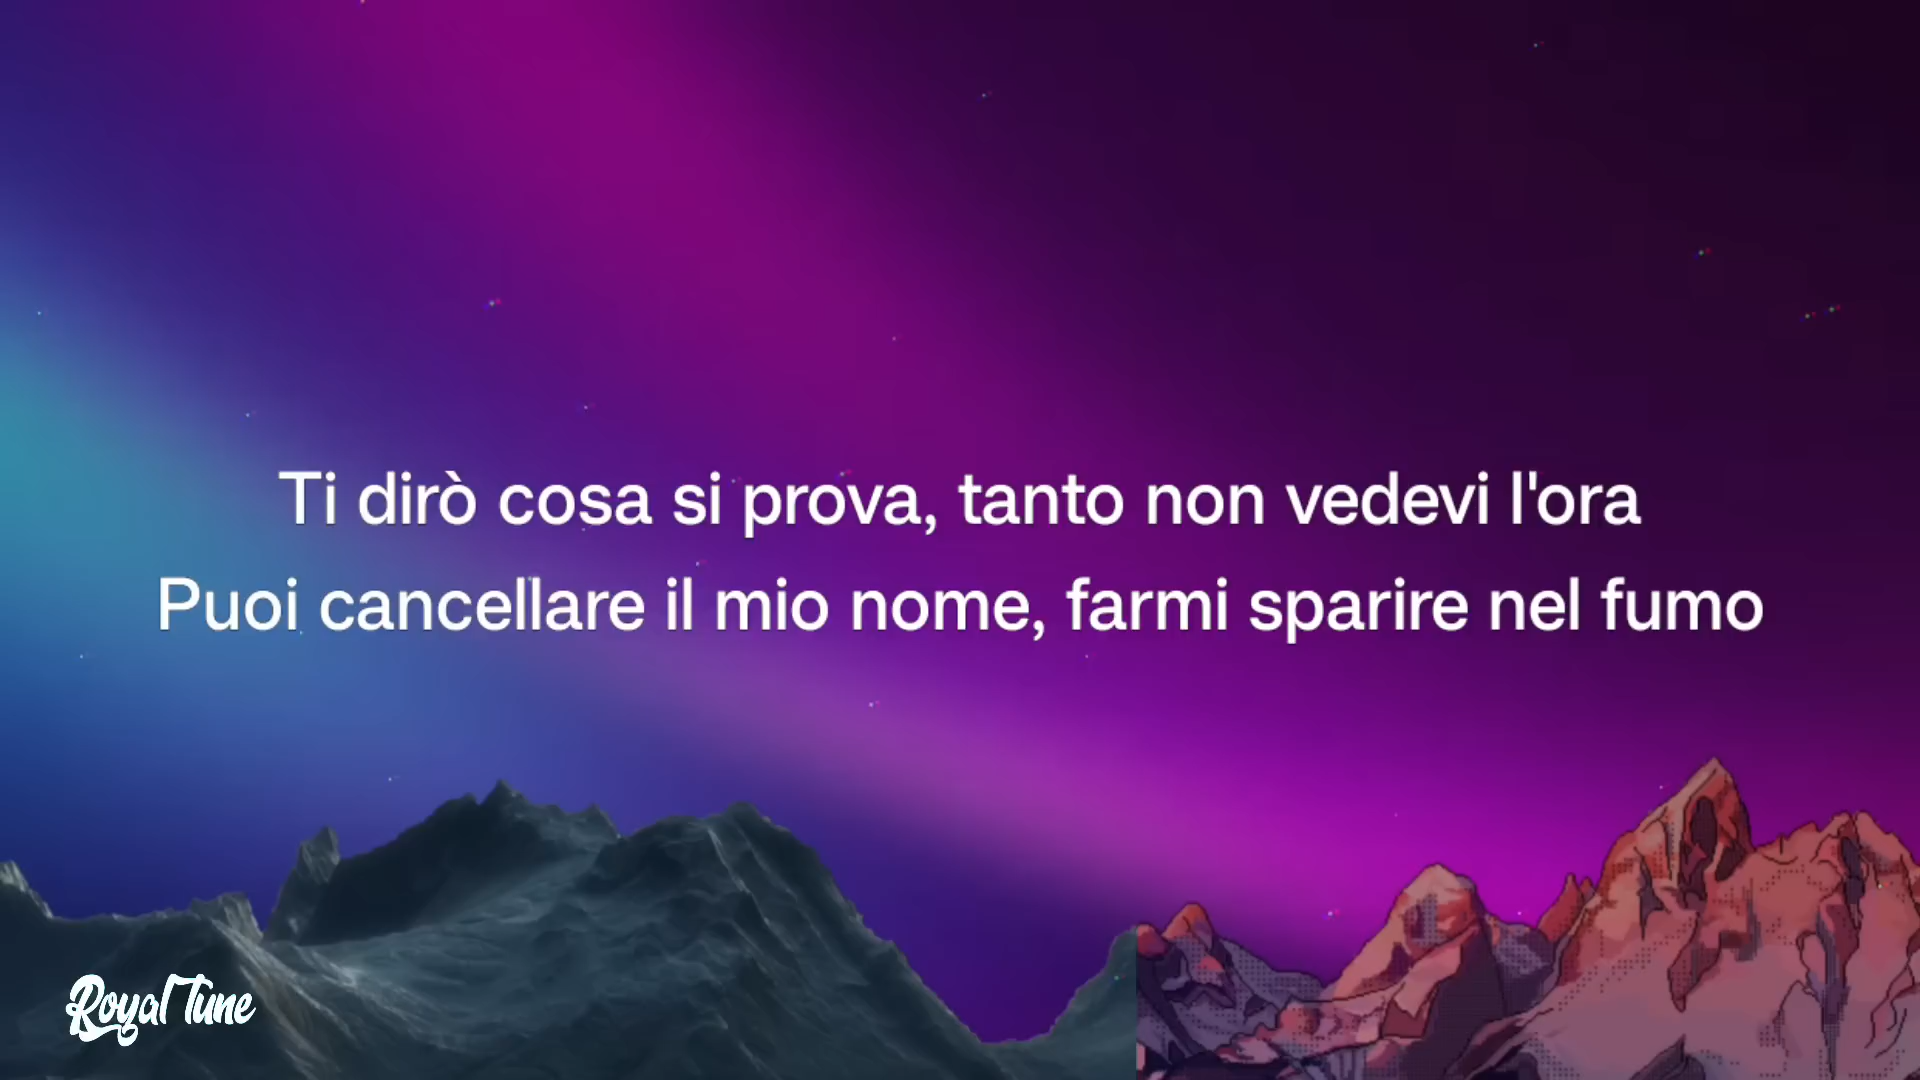 Ti dirò cosa si prova, tanto non vedevi l'ora
Puoi cancellare il mio nome, farmi sparire nel fumo
Royal Tune